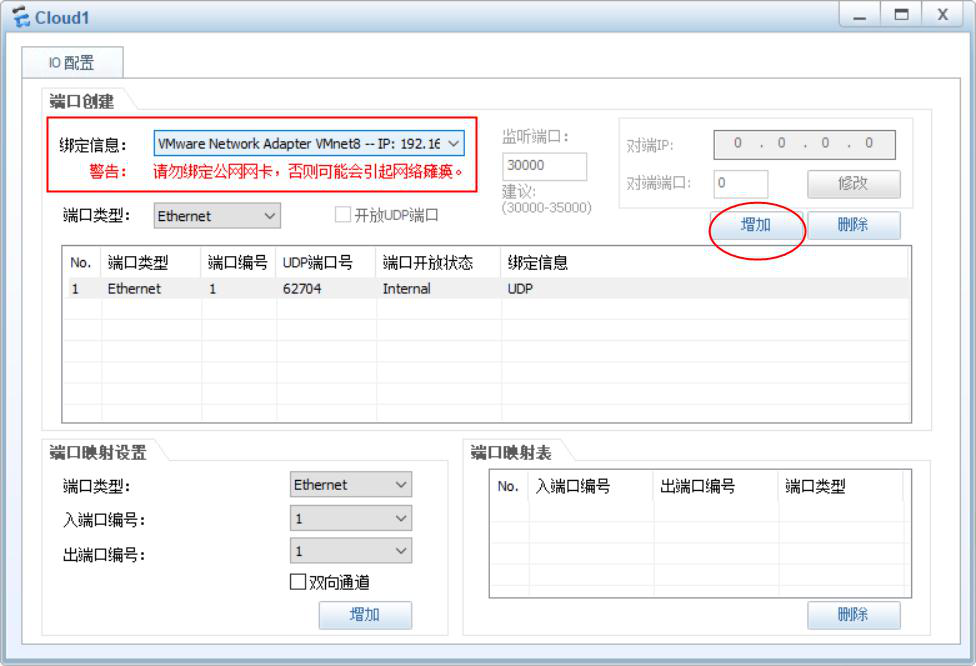 Cloud1
IO 配置
端口创建
绑定信息: VMware Network Adapter VMnet8 -- IP: 192.16
警告: 请勿绑定公网网卡，否则可能会引起网络瘫痪。
端口类型: Ethernet 开放UDP端口
监听端口:
30000
建议:
(30000-35000)
对端IP: 0 . 0 . 0 . 0
对端端口: 0 修改
增加 删除
No. 端口类型 端口编号 UDP端口号 端口开放状态 绑定信息
1 Ethernet 1 62704 Internal UDP
端口映射设置
端口类型: Ethernet
入端口编号: 1
出端口编号: 1
双向通道
增加
端口映射表
No. 入端口编号 出端口编号 端口类型
删除